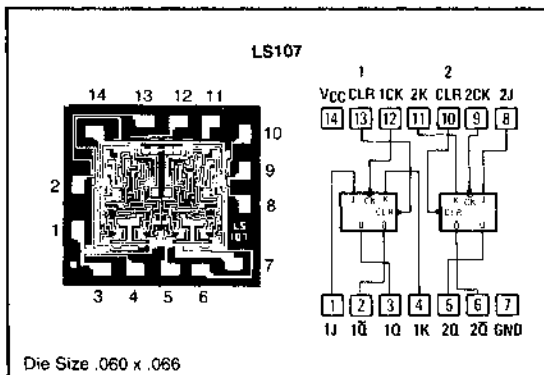 LS107
1 2
14 13 12 11
VCC CLR 1CK 2K CLR 2CK 2J
14 13 12 11 10 9 8
10
9
2
8
J CK K K CK J
CLR CLR
1
LS
7
3 4 5 6
1 2 3 4 5 6 7
1J 1Q̄ 1Q 1K 2Q 2Q̄ GND
Die Size .060 x .066